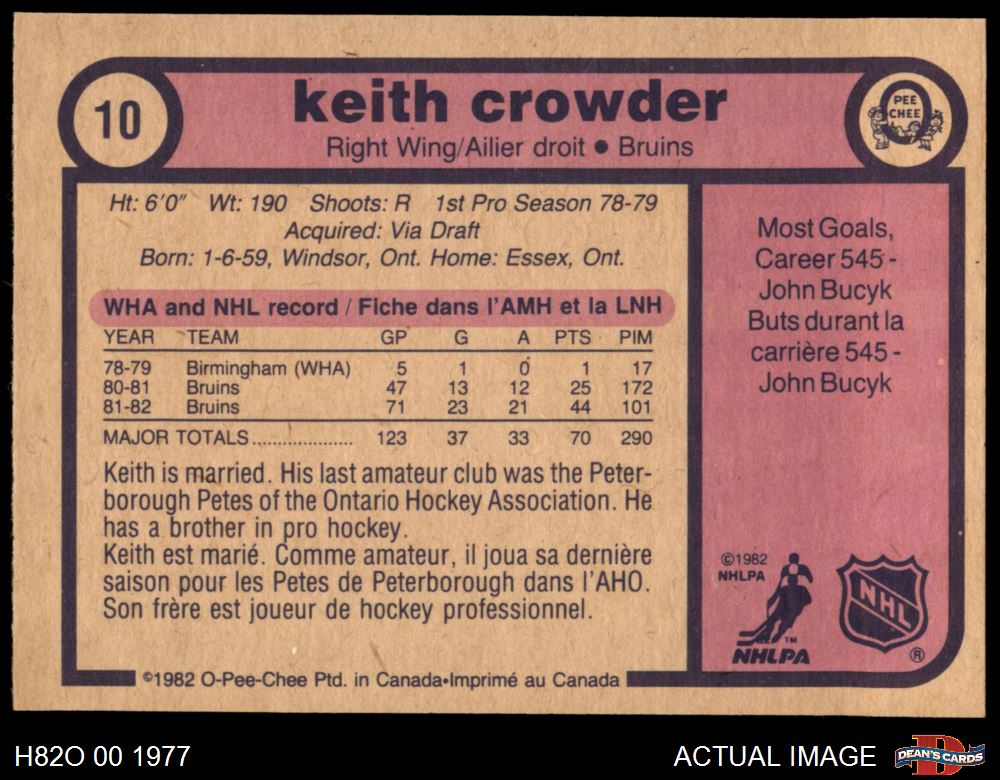 10
keith crowder
Right Wing/Ailier droit • Bruins
O
PEE
CHEE
Ht: 6'0" Wt: 190 Shoots: R 1st Pro Season 78-79
Acquired: Via Draft
Born: 1-6-59, Windsor, Ont. Home: Essex, Ont.
WHA and NHL record / Fiche dans l'AMH et la LNH
YEAR TEAM GP G A PTS PIM
78-79 Birmingham (WHA) 5 1 0 1 17
80-81 Bruins 47 13 12 25 172
81-82 Bruins 71 23 21 44 101
MAJOR TOTALS.................... 123 37 33 70 290
Keith is married. His last amateur club was the Peter-
borough Petes of the Ontario Hockey Association. He
has a brother in pro hockey.
Keith est marié. Comme amateur, il joua sa dernière
saison pour les Petes de Peterborough dans l'AHO.
Son frère est joueur de hockey professionnel.
©1982 O-Pee-Chee Ptd. in Canada•Imprimé au Canada
Most Goals,
Career 545 -
John Bucyk
Buts durant la
carrière 545 -
John Bucyk
©1982
NHLPA
TM
NHLPA
NHL
®
H82O 00 1977
ACTUAL IMAGE
D
DEAN'S CARDS